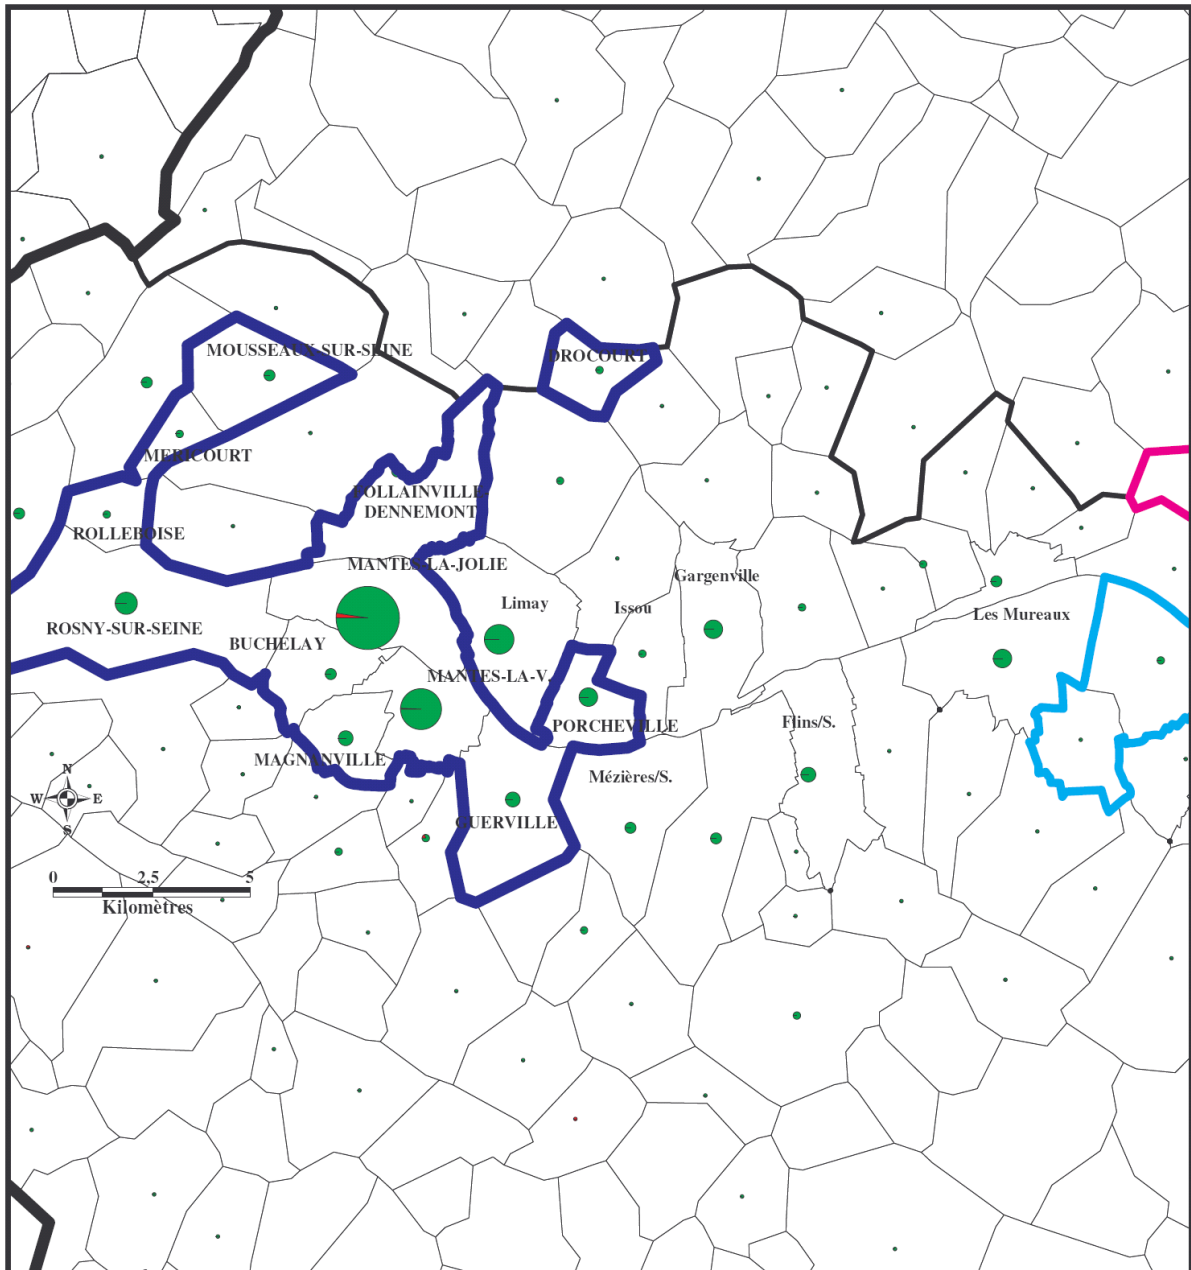 MOUSSEAUX-SUR-SEINE
DROCOURT
MERICOURT
FOLLAINVILLE
DENNEMONT
ROLLEBOISE
MANTES-LA-JOLIE
Gargenville
Limay
Issou
Les Mureaux
ROSNY-SUR-SEINE
BUCHELAY
MANTES-LA-V.
PORCHEVILLE
Flins/S.
MAGNANVILLE
Mézières/S.
N
W E
S
GUERVILLE
0 2,5 5
Kilomètres